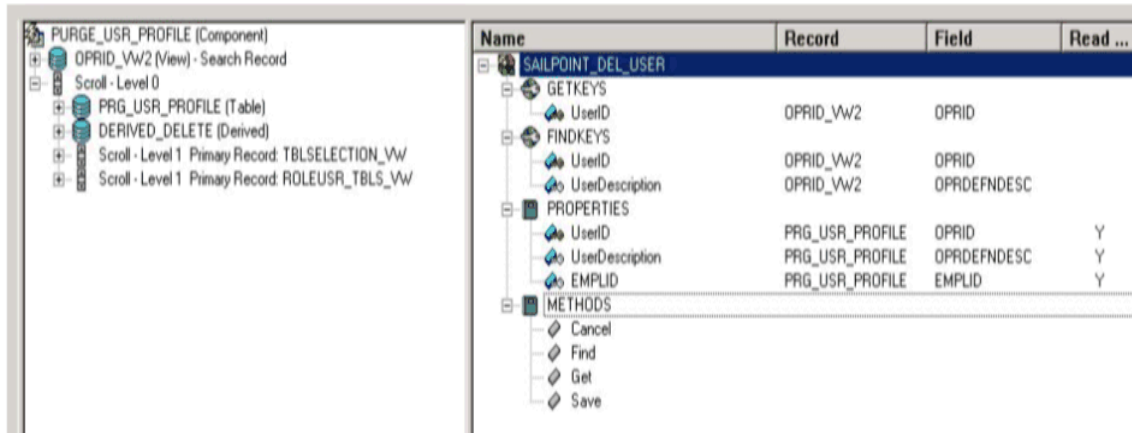 PURGE_USR_PROFILE (Component)
OPRID_VW2 (View) - Search Record
Scroll - Level 0
PRG_USR_PROFILE (Table)
DERIVED_DELETE (Derived)
Scroll - Level 1 Primary Record: TBLSELECTION_VW
Scroll - Level 1 Primary Record: ROLEUSR_TBLS_VW
Name Record Field Read ...
SAILPOINT_DEL_USER
GETKEYS
UserID OPRID_VW2 OPRID
FINDKEYS
UserID OPRID_VW2 OPRID
UserDescription OPRID_VW2 OPRDEFNDESC
PROPERTIES
UserID PRG_USR_PROFILE OPRID Y
UserDescription PRG_USR_PROFILE OPRDEFNDESC Y
EMPLID PRG_USR_PROFILE EMPLID Y
METHODS
Cancel
Find
Get
Save